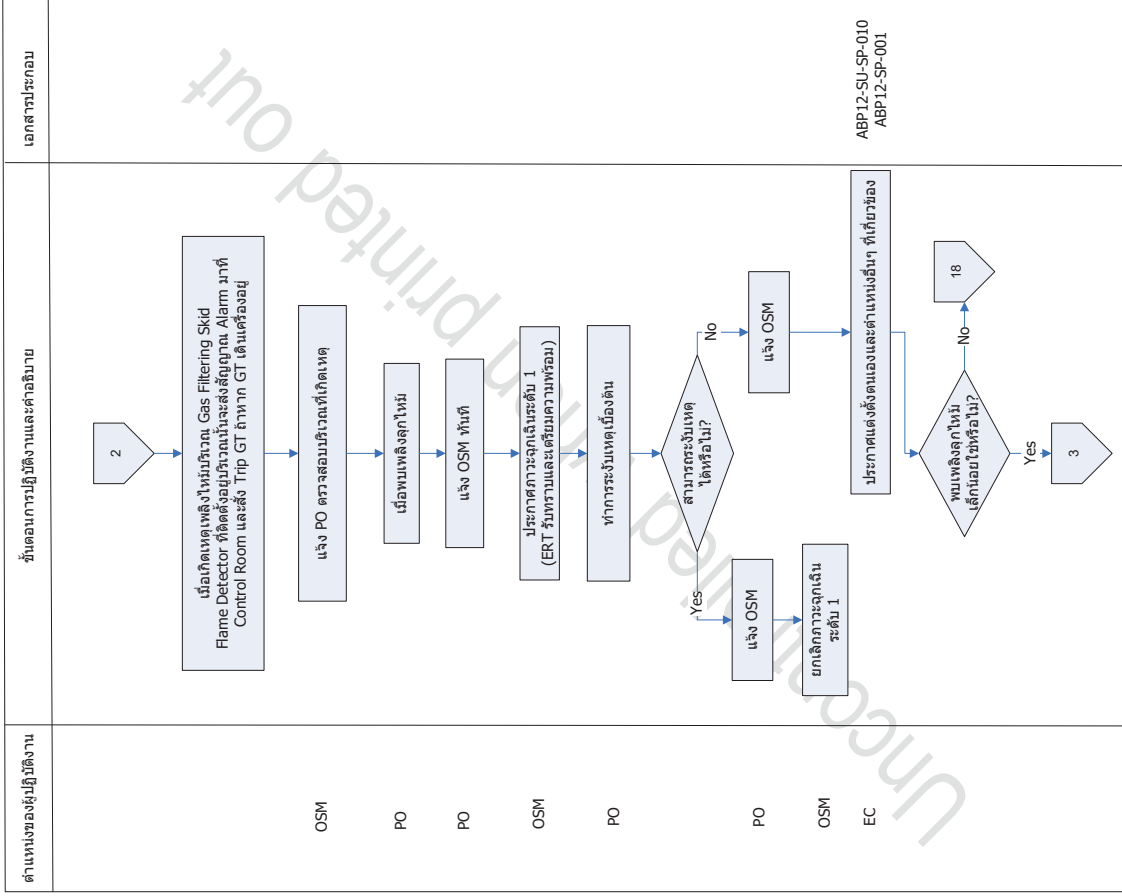 ตำแหน่งของผู้ปฏิบัติงาน
ขั้นตอนการปฏิบัติงานและคำอธิบาย
เอกสารประกอบ
2
เมื่อเกิดเหตุเพลิงไหม้บริเวณ Gas Filtering Skid
Flame Detector ที่ติดตั้งอยู่บริเวณนั้นจะส่งสัญญาณ Alarm มาที่
Control Room และสั่ง Trip GT ถ้าหาก GT เดินเครื่องอยู่
OSM
แจ้ง PO ตรวจสอบบริเวณที่เกิดเหตุ
PO
เมื่อพบเพลิงลุกไหม้
PO
แจ้ง OSM ทันที
OSM
ประกาศภาวะฉุกเฉินระดับ 1
(ERT รับทราบและเตรียมความพร้อม)
PO
ทำการระงับเหตุเบื้องต้น
สามารถระงับเหตุ
ได้หรือไม่?
Yes
No
PO
แจ้ง OSM
แจ้ง OSM
OSM
ยกเลิกภาวะฉุกเฉิน
ระดับ 1
EC
ประกาศแต่งตั้งตนเองและตำแหน่งอื่นๆ ที่เกี่ยวข้อง
ABP12-SU-SP-010
ABP12-SP-001
พบเพลิงลุกไหม้
เล็กน้อยใช่หรือไม่?
No
18
Yes
3
Uncontrolled when printed out